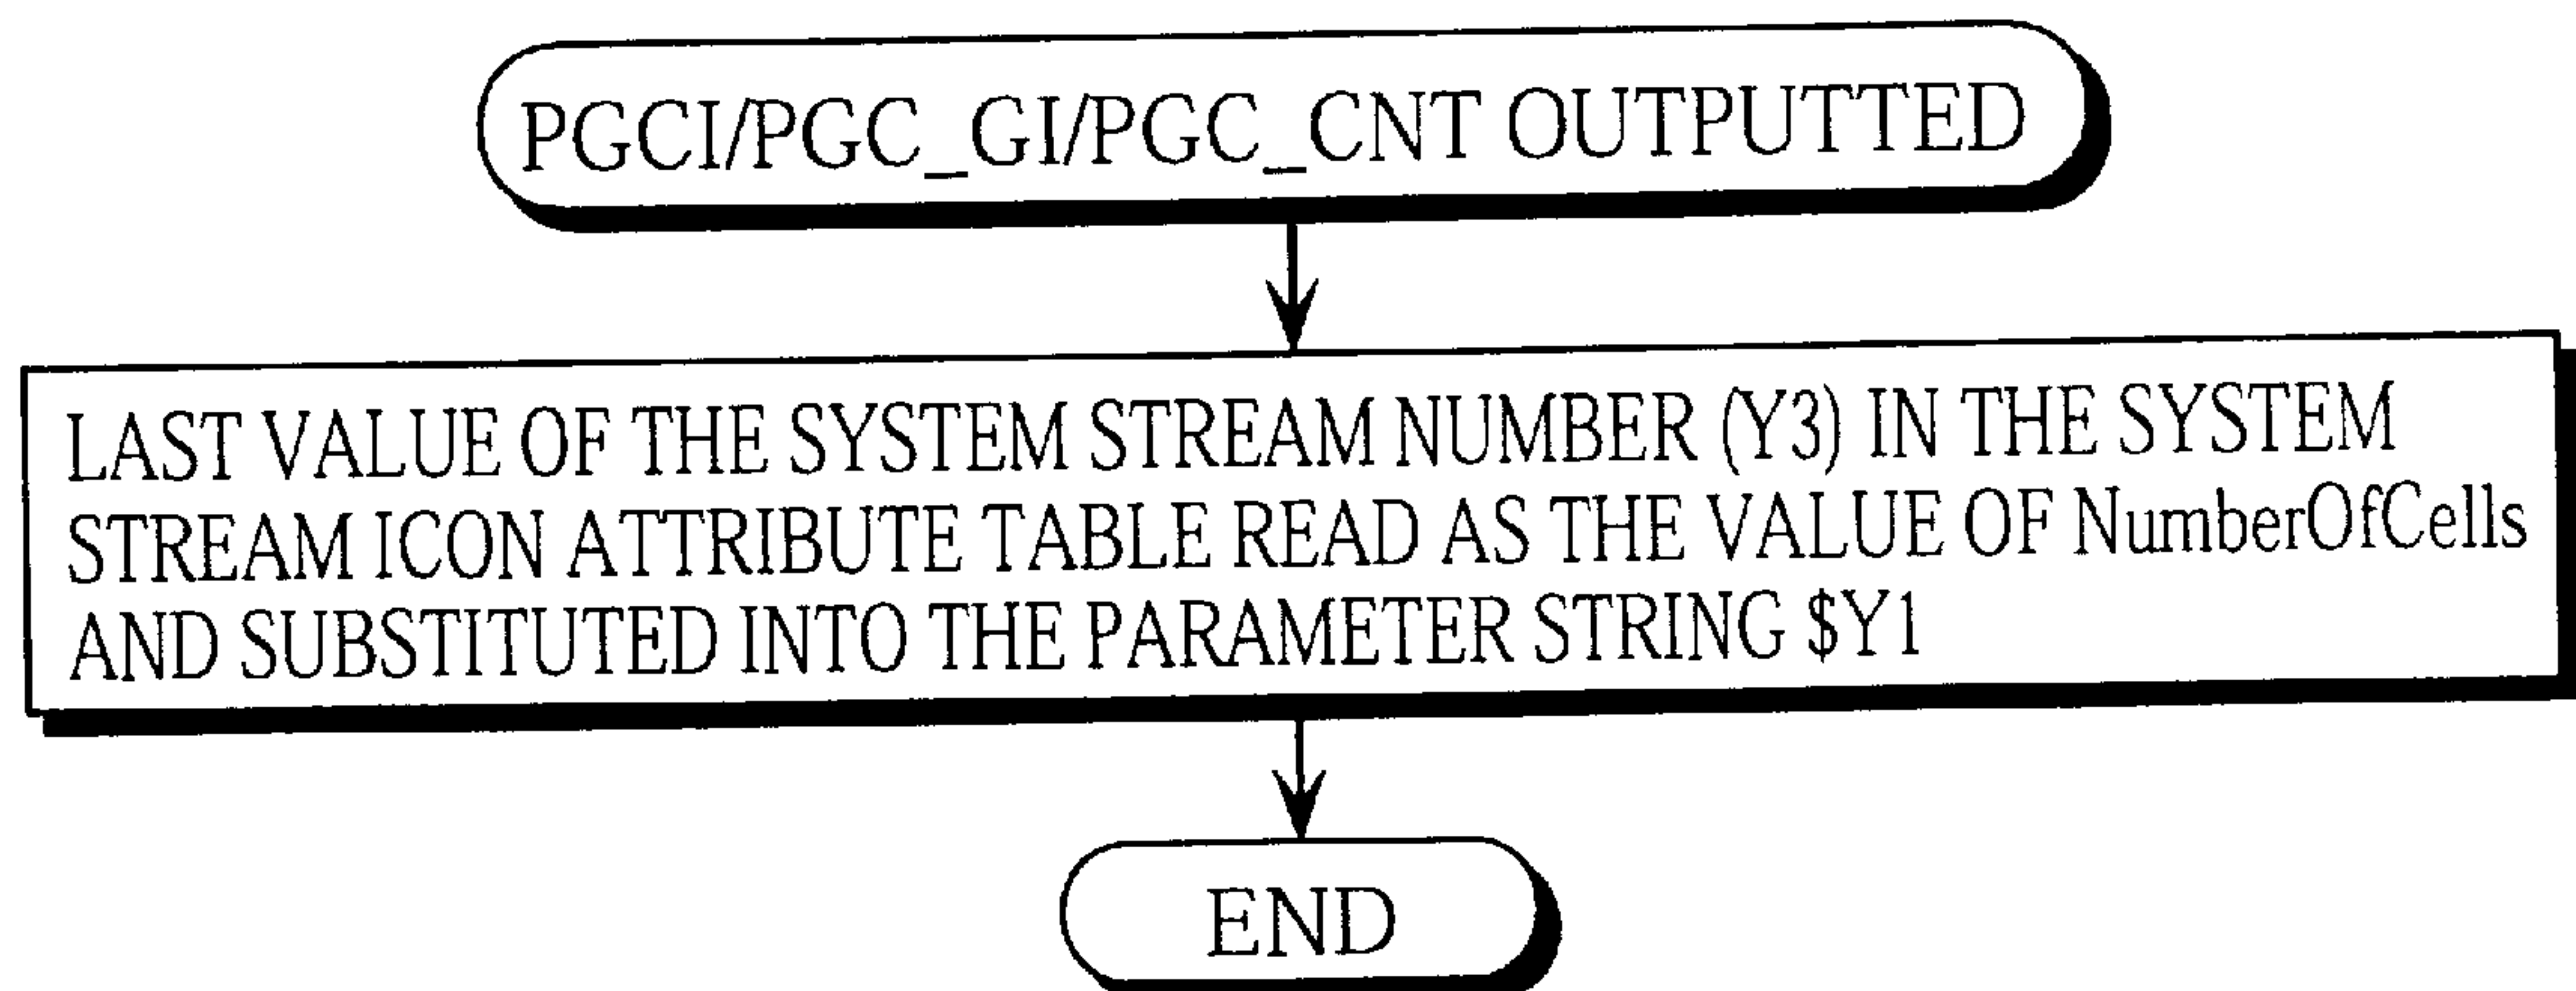 PGCI/PGC_GI/PGC_CNT OUTPUTTED
LAST VALUE OF THE SYSTEM STREAM NUMBER (Y3) IN THE SYSTEM
STREAM ICON ATTRIBUTE TABLE READ AS THE VALUE OF NumberOfCells
AND SUBSTITUTED INTO THE PARAMETER STRING $Y1
END